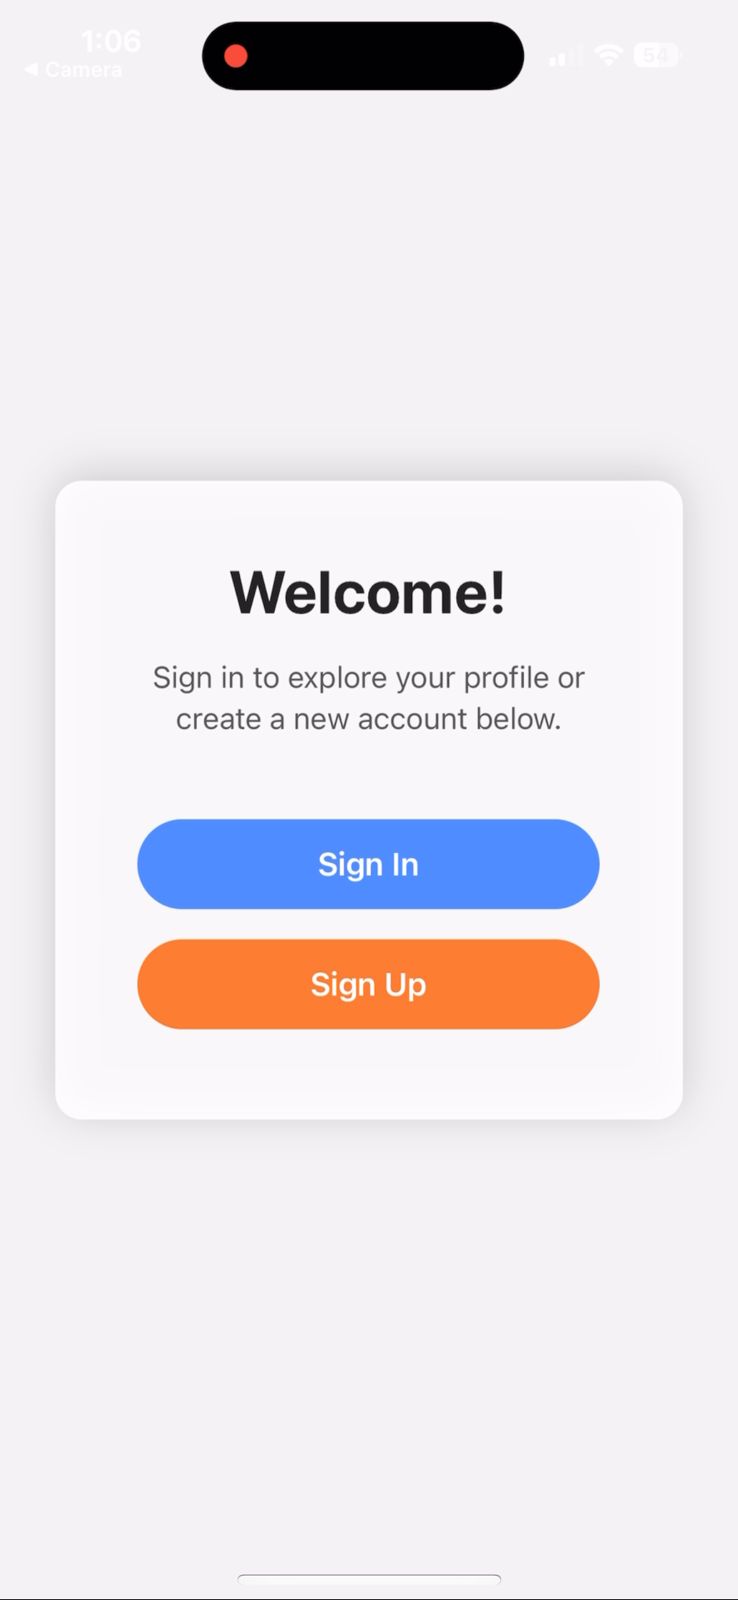 1:06
◀ Camera
54
Welcome!
Sign in to explore your profile or
create a new account below.
Sign In
Sign Up